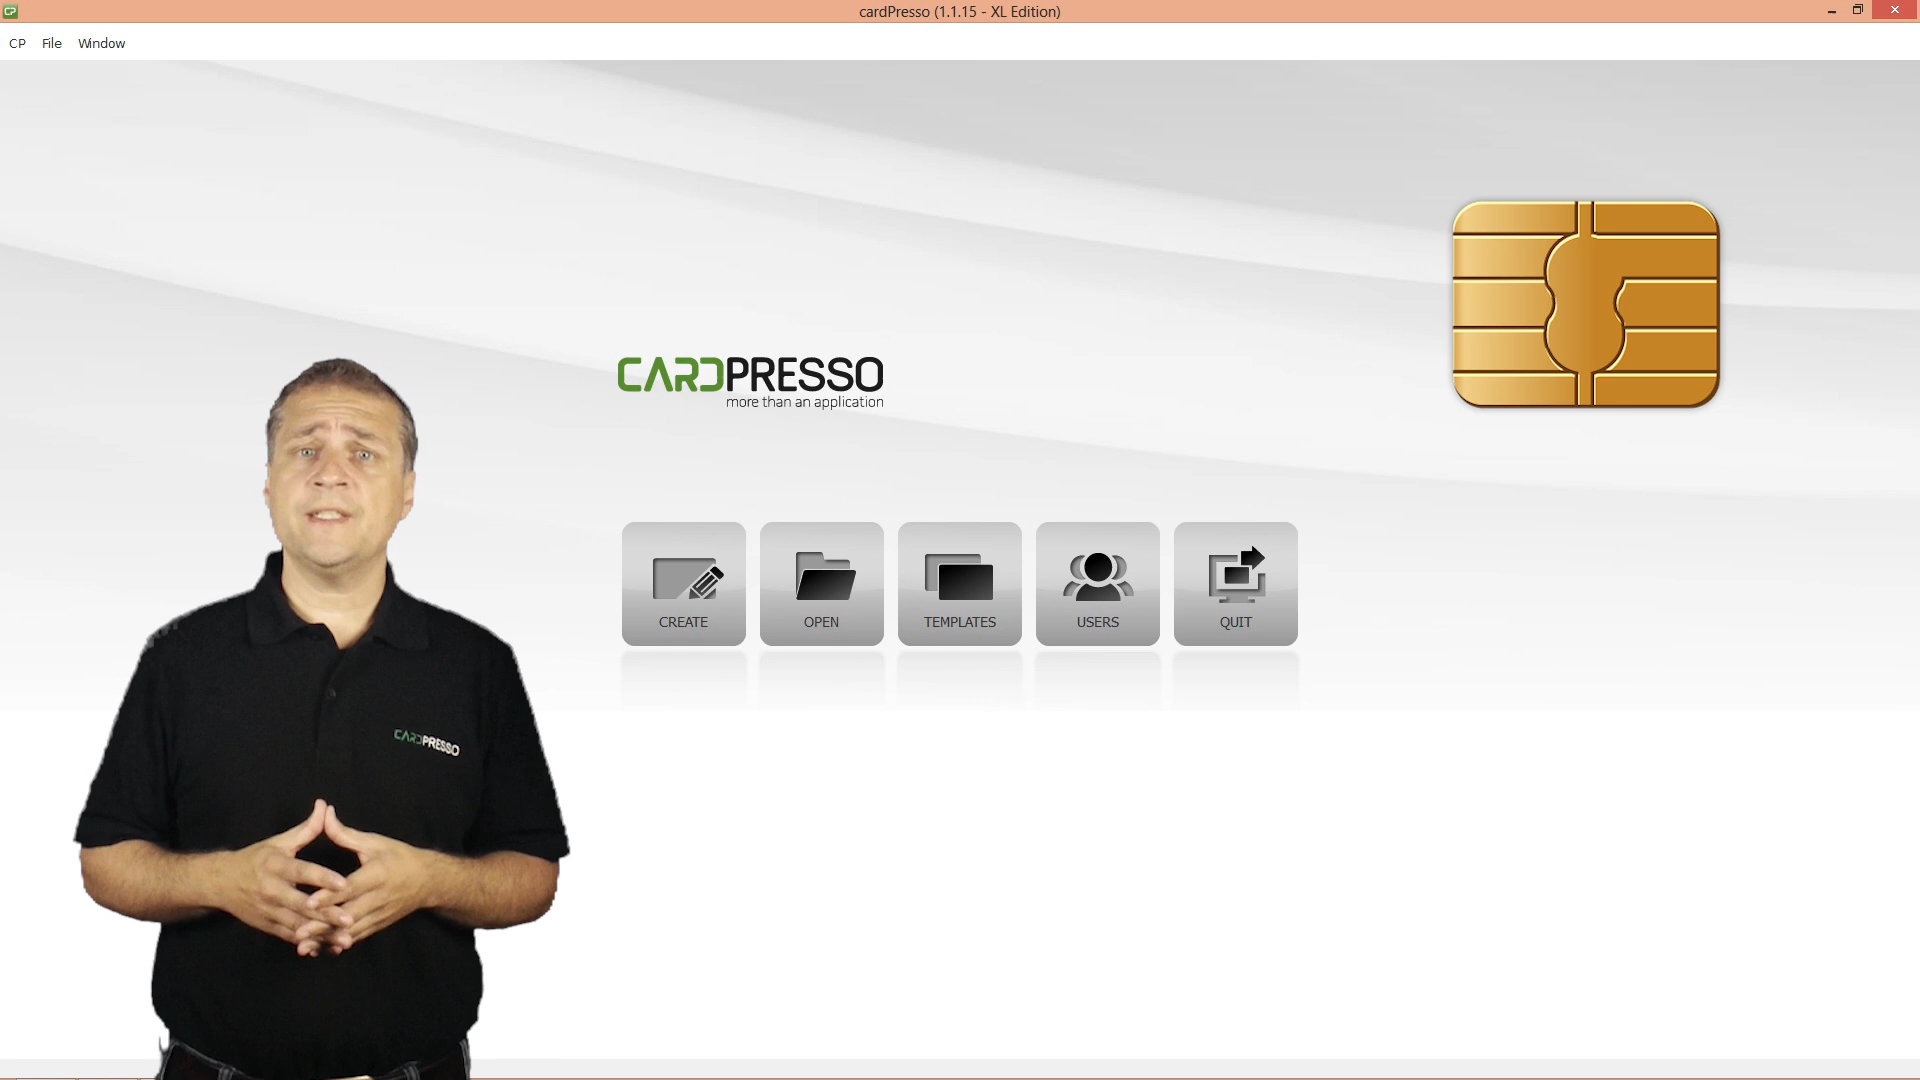 cardPresso (1.1.15 - XL Edition)
CP File Window
CARDPRESSO
more than an application
CREATE OPEN TEMPLATES USERS QUIT
CARDPRESSO